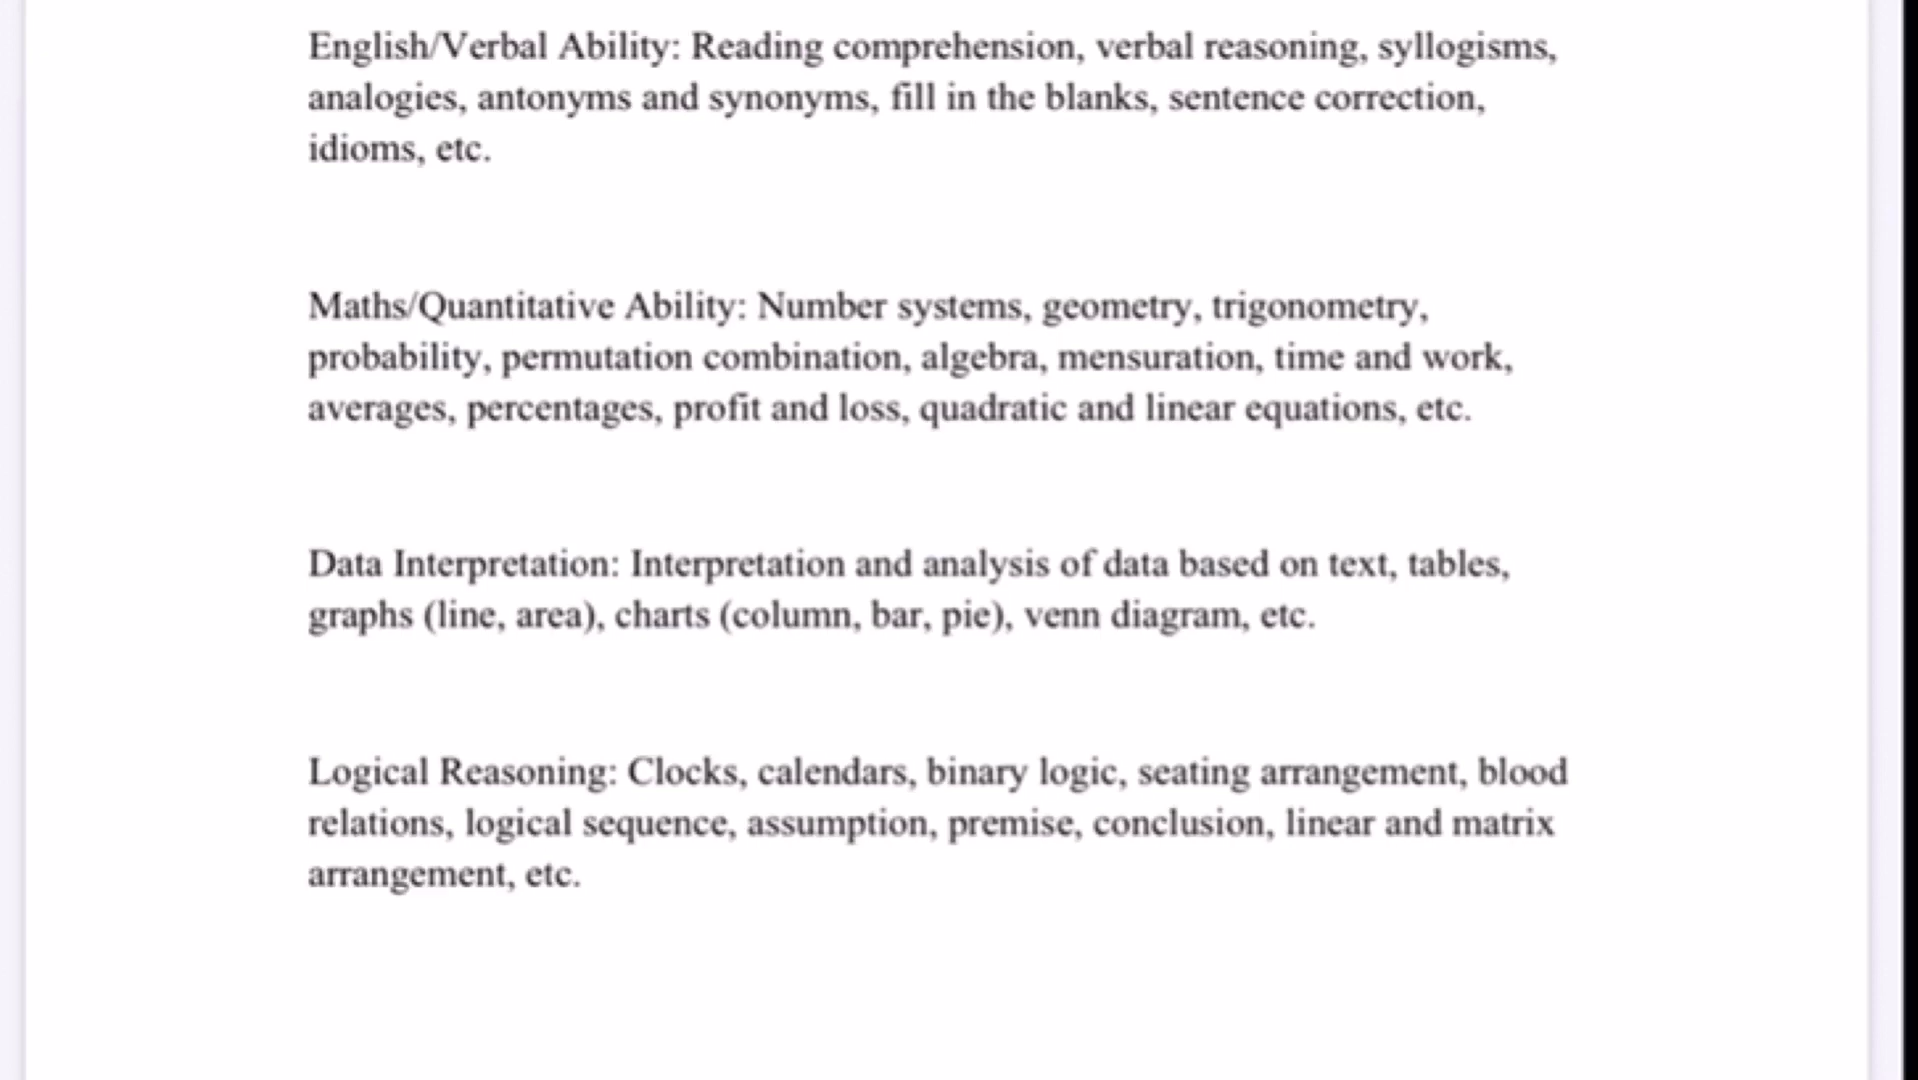 English/Verbal Ability: Reading comprehension, verbal reasoning, syllogisms,
analogies, antonyms and synonyms, fill in the blanks, sentence correction,
idioms, etc.
Maths/Quantitative Ability: Number systems, geometry, trigonometry,
probability, permutation combination, algebra, mensuration, time and work,
averages, percentages, profit and loss, quadratic and linear equations, etc.
Data Interpretation: Interpretation and analysis of data based on text, tables,
graphs (line, area), charts (column, bar, pie), venn diagram, etc.
Logical Reasoning: Clocks, calendars, binary logic, seating arrangement, blood
relations, logical sequence, assumption, premise, conclusion, linear and matrix
arrangement, etc.